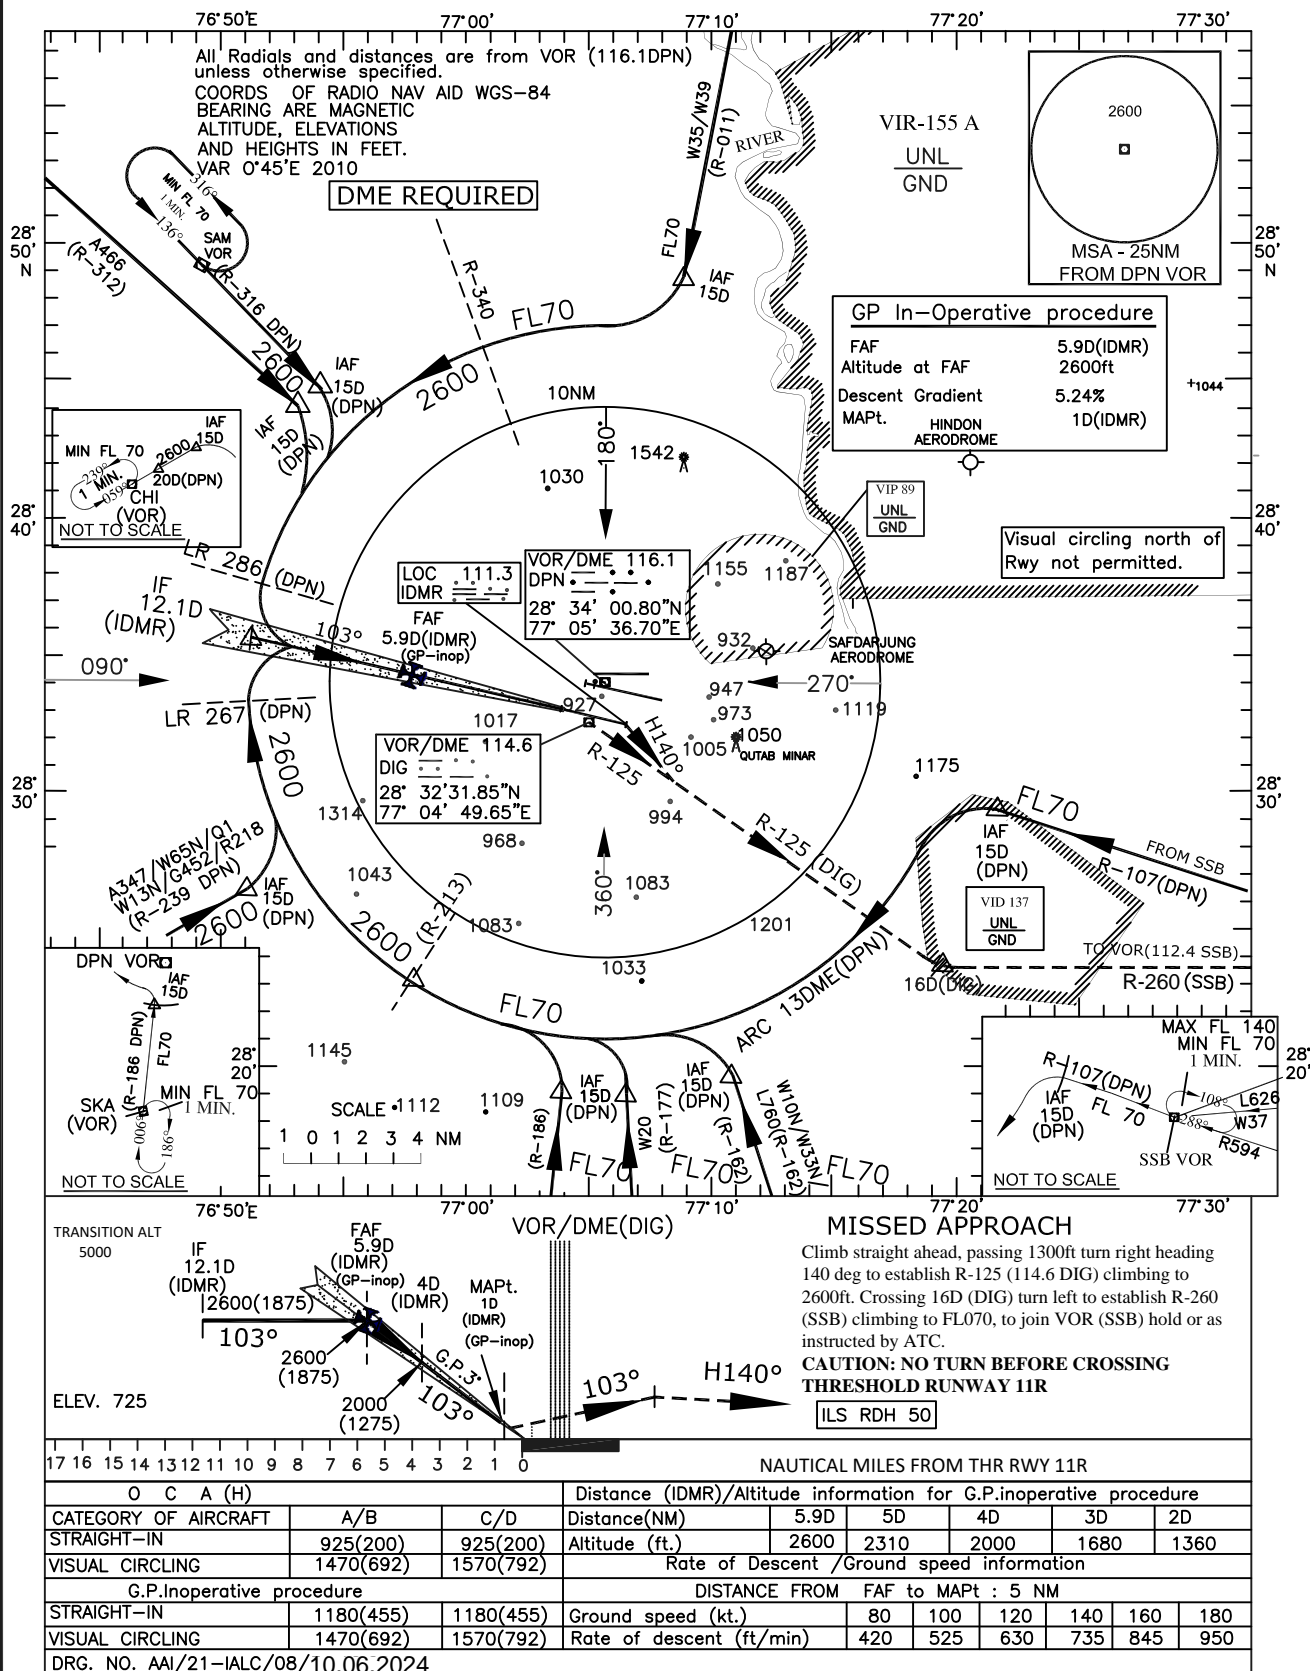 76°50'E 77°00' 77°10' 77°20' 77°30'
All Radials and distances are from VOR (116.1DPN)
unless otherwise specified.
COORDS OF RADIO NAV AID WGS-84
BEARING ARE MAGNETIC
ALTITUDE, ELEVATIONS
AND HEIGHTS IN FEET.
VAR 0°45'E 2010
DME REQUIRED
W35/W39
(R-011)
RIVER
VIR-155 A
UNL
GND
2600
MSA - 25NM
FROM DPN VOR
28°
50'
N
28°
50'
N
MIN FL 70
1 MIN.
316°
136°
SAM
VOR
A466
(R-312)
(R-316 DPN)
2600
IAF
15D
(DPN)
IAF
15D
(DPN)
R-340
FL70
2600
FL70
IAF
15D
GP In-Operative procedure
FAF 5.9D(IDMR)
Altitude at FAF 2600ft
Descent Gradient 5.24%
MAPt. 1D(IDMR)
+1044
HINDON
AERODROME
10NM
180°
1542
1030
MIN FL 70
239°
1 MIN.
059°
CHI
(VOR)
2600
IAF
15D
20D(DPN)
NOT TO SCALE
28°
40'
28°
40'
VIP 89
UNL
GND
Visual circling north of
Rwy not permitted.
LR 286 (DPN)
IF
12.1D
(IDMR)
103°
LOC 111.3
IDMR
FAF
5.9D(IDMR)
(GP-inop)
VOR/DME 116.1
DPN
28° 34' 00.80"N
77° 05' 36.70"E
1155
1187
932
SAFDARJUNG
AERODROME
090°
270°
LR 267 (DPN)
927
947
973
1119
1005
1050
QUTAB MINAR
1017
VOR/DME 114.6
DIG
28° 32'31.85"N
77° 04' 49.65"E
H140°
R-125
1175
28°
30'
28°
30'
2600
1314
968
994
R-125 (DIG)
FL70
IAF
15D
(DPN)
FROM SSB
R-107(DPN)
A347/W65N/Q1
W13N/G452/R218
(R-239 DPN)
2600
IAF
15D
(DPN)
1043
360°
1083
1083
2600
(R-213)
1201
1033
VID 137
UNL
GND
TO VOR(112.4 SSB)
R-260(SSB)
16D(DIG)
ARC 13DME(DPN)
FL70
DPN VOR
IAF
15D
(R-186 DPN)
FL70
SKA
(VOR)
MIN FL
70
1 MIN.
006°
186°
NOT TO SCALE
28°
20'
28°
20'
1145
1112
1109
SCALE
1 0 1 2 3 4 NM
IAF
15D
(DPN)
(R-186)
FL70
W20
(R-177)
FL70
IAF
15D
(DPN)
W10N/W33N/
L760(R-162)
(R-162)
FL70
MAX FL 140
MIN FL 70
1 MIN.
R-107(DPN)
FL 70
IAF
15D
(DPN)
108°
288°
L626
W37
R594
SSB VOR
NOT TO SCALE
76°50'E 77°00' 77°10' 77°20' 77°30'
TRANSITION ALT
5000
VOR/DME(DIG)
IF
12.1D
(IDMR)
FAF
5.9D
(IDMR)
(GP-inop)
4D
(IDMR)
MAPt.
1D
(IDMR)
(GP-inop)
2600(1875)
103°
2600
(1875)
2000
(1275)
G.P.3°
103°
103°
H140°
ELEV. 725
MISSED APPROACH
Climb straight ahead, passing 1300ft turn right heading
140 deg to establish R-125 (114.6 DIG) climbing to
2600ft. Crossing 16D (DIG) turn left to establish R-260
(SSB) climbing to FL070, to join VOR (SSB) hold or as
instructed by ATC.
CAUTION: NO TURN BEFORE CROSSING
THRESHOLD RUNWAY 11R
ILS RDH 50
17 16 15 14 13 12 11 10 9 8 7 6 5 4 3 2 1 0 NAUTICAL MILES FROM THR RWY 11R
O C A (H) Distance (IDMR)/Altitude information for G.P.inoperative procedure
CATEGORY OF AIRCRAFT A/B C/D Distance(NM) 5.9D 5D 4D 3D 2D
STRAIGHT-IN 925(200) 925(200) Altitude (ft.) 2600 2310 2000 1680 1360
VISUAL CIRCLING 1470(692) 1570(792) Rate of Descent /Ground speed information
G.P.Inoperative procedure DISTANCE FROM FAF to MAPt : 5 NM
STRAIGHT-IN 1180(455) 1180(455) Ground speed (kt.) 80 100 120 140 160 180
VISUAL CIRCLING 1470(692) 1570(792) Rate of descent (ft/min) 420 525 630 735 845 950
DRG. NO. AAI/21-IALC/08/10.06.2024